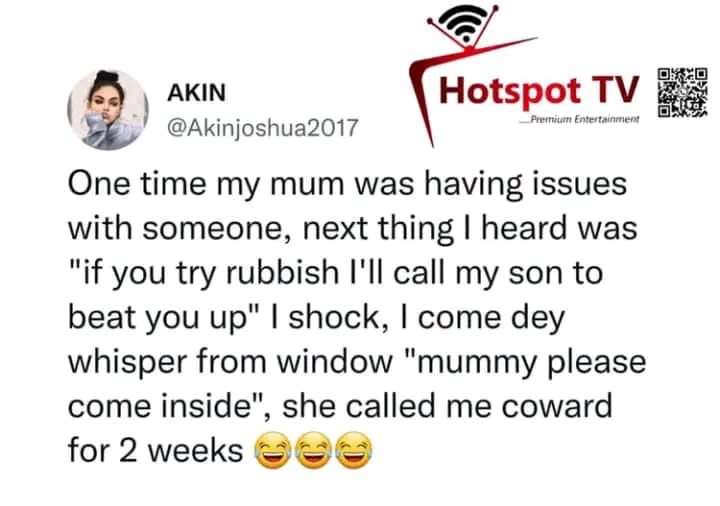 Hotspot TV
....Premium Entertainment
AKIN
@Akinjoshua2017
One time my mum was having issues
with someone, next thing I heard was
"if you try rubbish I'll call my son to
beat you up" I shock, I come dey
whisper from window "mummy please
come inside", she called me coward
for 2 weeks 😂😂😂